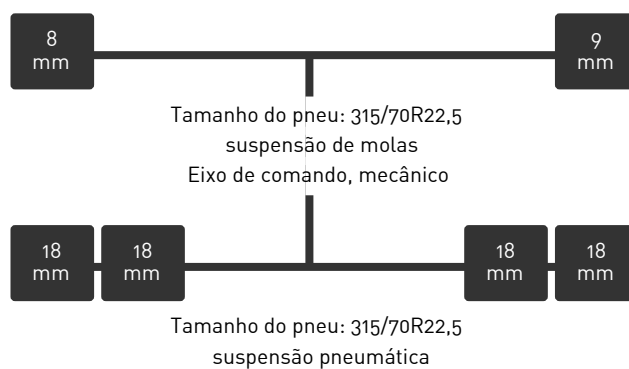 8
mm
9
mm
Tamanho do pneu: 315/70R22,5
suspensão de molas
Eixo de comando, mecânico
18
mm
18
mm
18
mm
18
mm
Tamanho do pneu: 315/70R22,5
suspensão pneumática